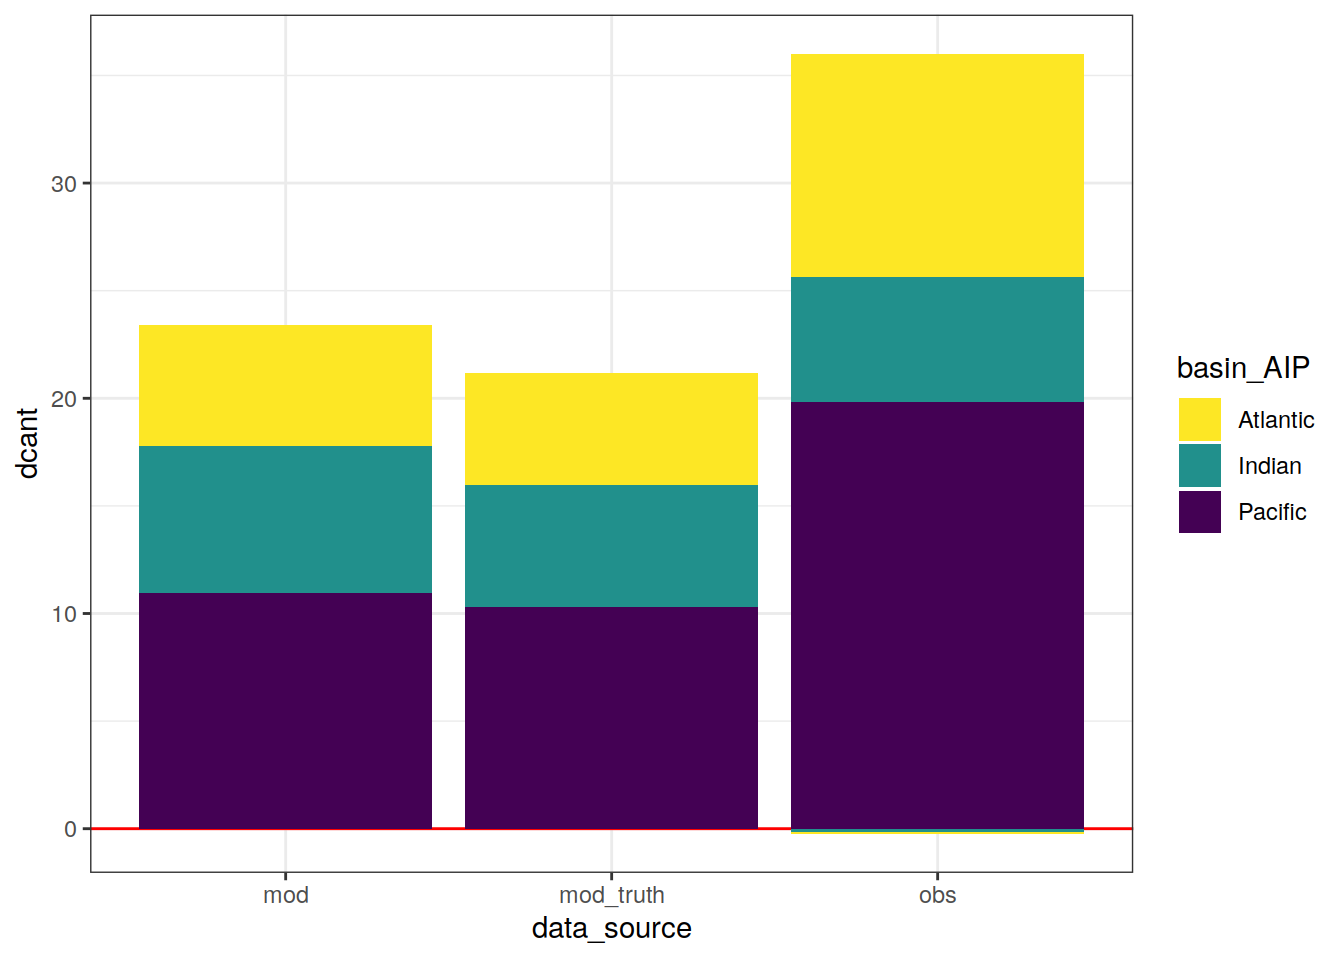 dcant
30
20
10
0
mod
mod_truth
obs
data_source
basin_AIP
Atlantic
Indian
Pacific